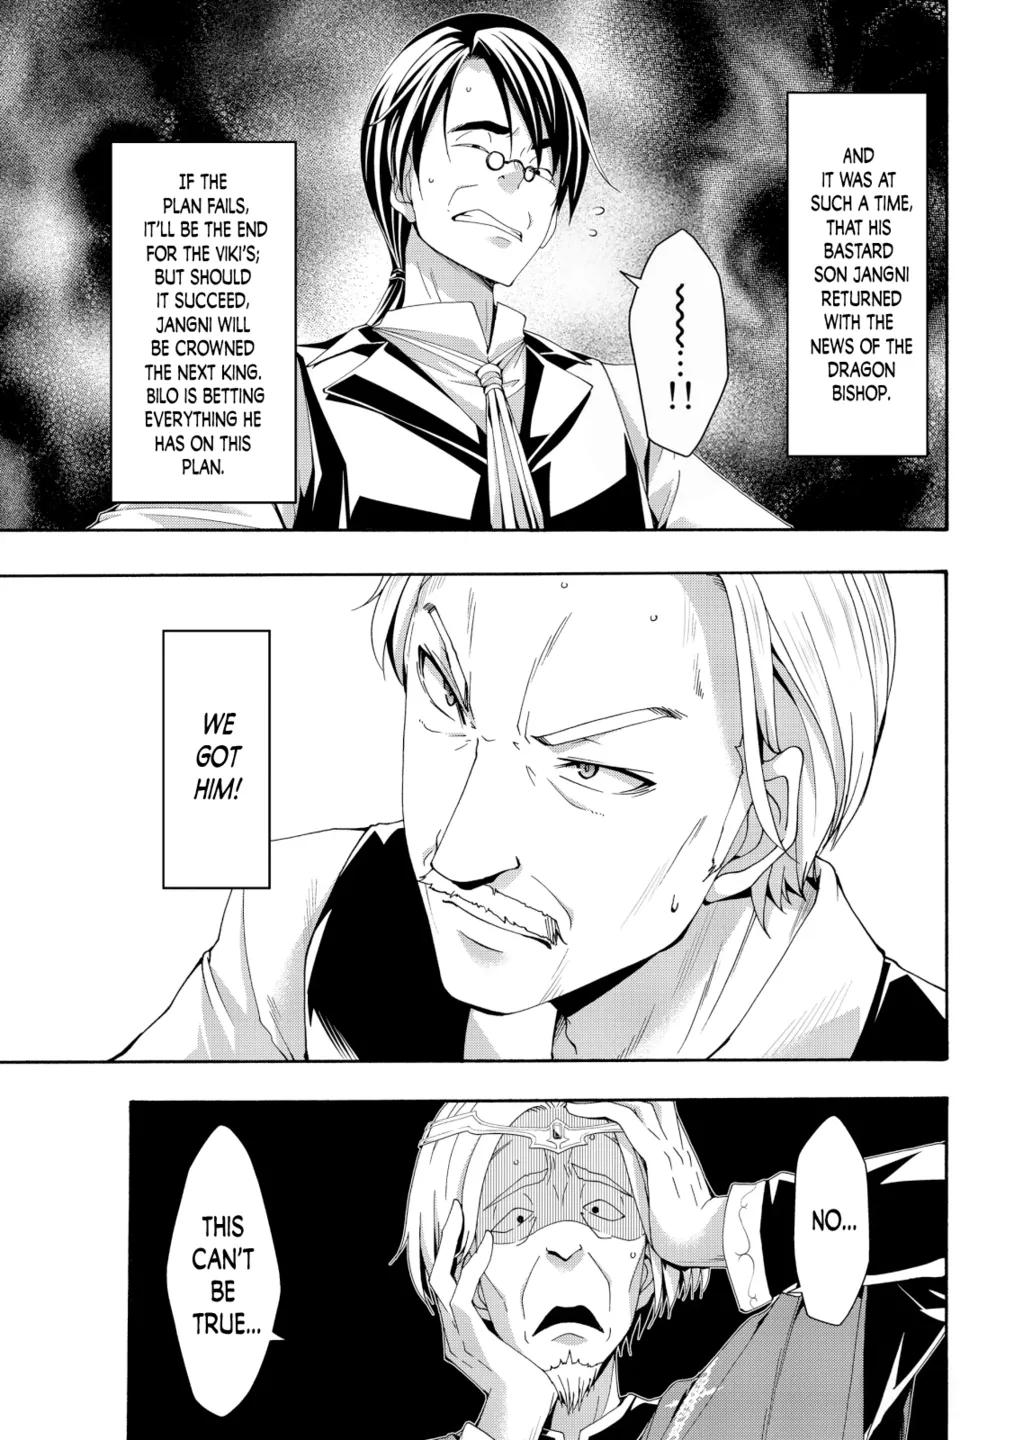 AND
IT WAS AT
SUCH A TIME,
THAT HIS
BASTARD
SON JANGNI
RETURNED
WITH THE
NEWS OF THE
DRAGON
BISHOP.
!!
IF THE
PLAN FAILS,
IT'LL BE THE END
FOR THE VIKI'S;
BUT SHOULD
IT SUCCEED,
JANGNI WILL
BE CROWNED
THE NEXT KING.
BILO IS BETTING
EVERYTHING HE
HAS ON THIS
PLAN.
WE
GOT
HIM!
NO...
THIS
CAN'T
BE
TRUE...